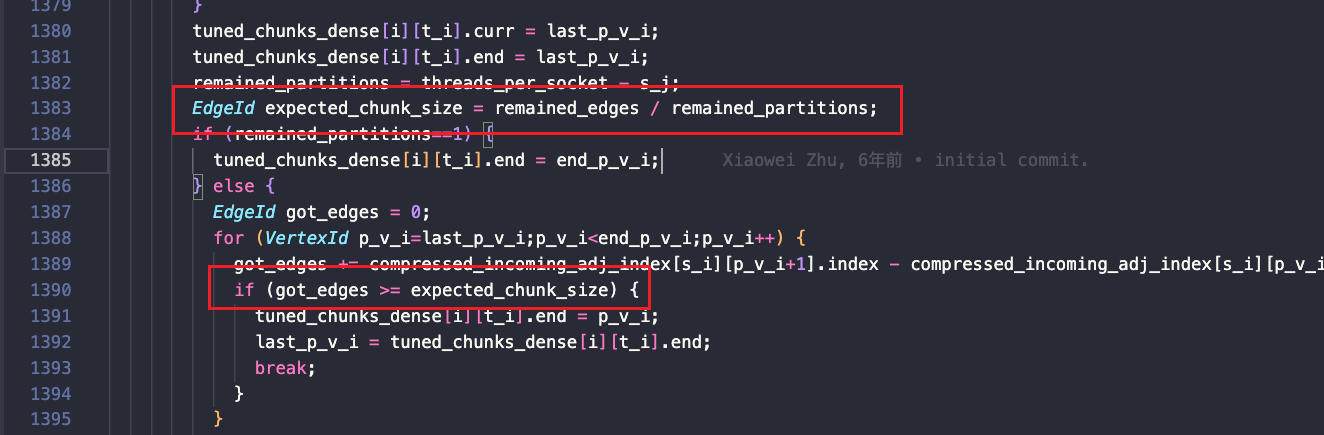 1379 }
1380 tuned_chunks_dense[i][t_i].curr = last_p_v_i;
1381 tuned_chunks_dense[i][t_i].end = last_p_v_i;
1382 remained_partitions = threads_per_socket - s_j;
1383 EdgeId expected_chunk_size = remained_edges / remained_partitions;
1384 if (remained_partitions==1) {
1385 tuned_chunks_dense[i][t_i].end = end_p_v_i; Xiaowei Zhu, 6年前 • initial commit.
1386 } else {
1387 EdgeId got_edges = 0;
1388 for (VertexId p_v_i=last_p_v_i;p_v_i<end_p_v_i;p_v_i++) {
1389 got_edges += compressed_incoming_adj_index[s_i][p_v_i+1].index - compressed_incoming_adj_index[s_i][p_v_i
1390 if (got_edges >= expected_chunk_size) {
1391 tuned_chunks_dense[i][t_i].end = p_v_i;
1392 last_p_v_i = tuned_chunks_dense[i][t_i].end;
1393 break;
1394 }
1395 }